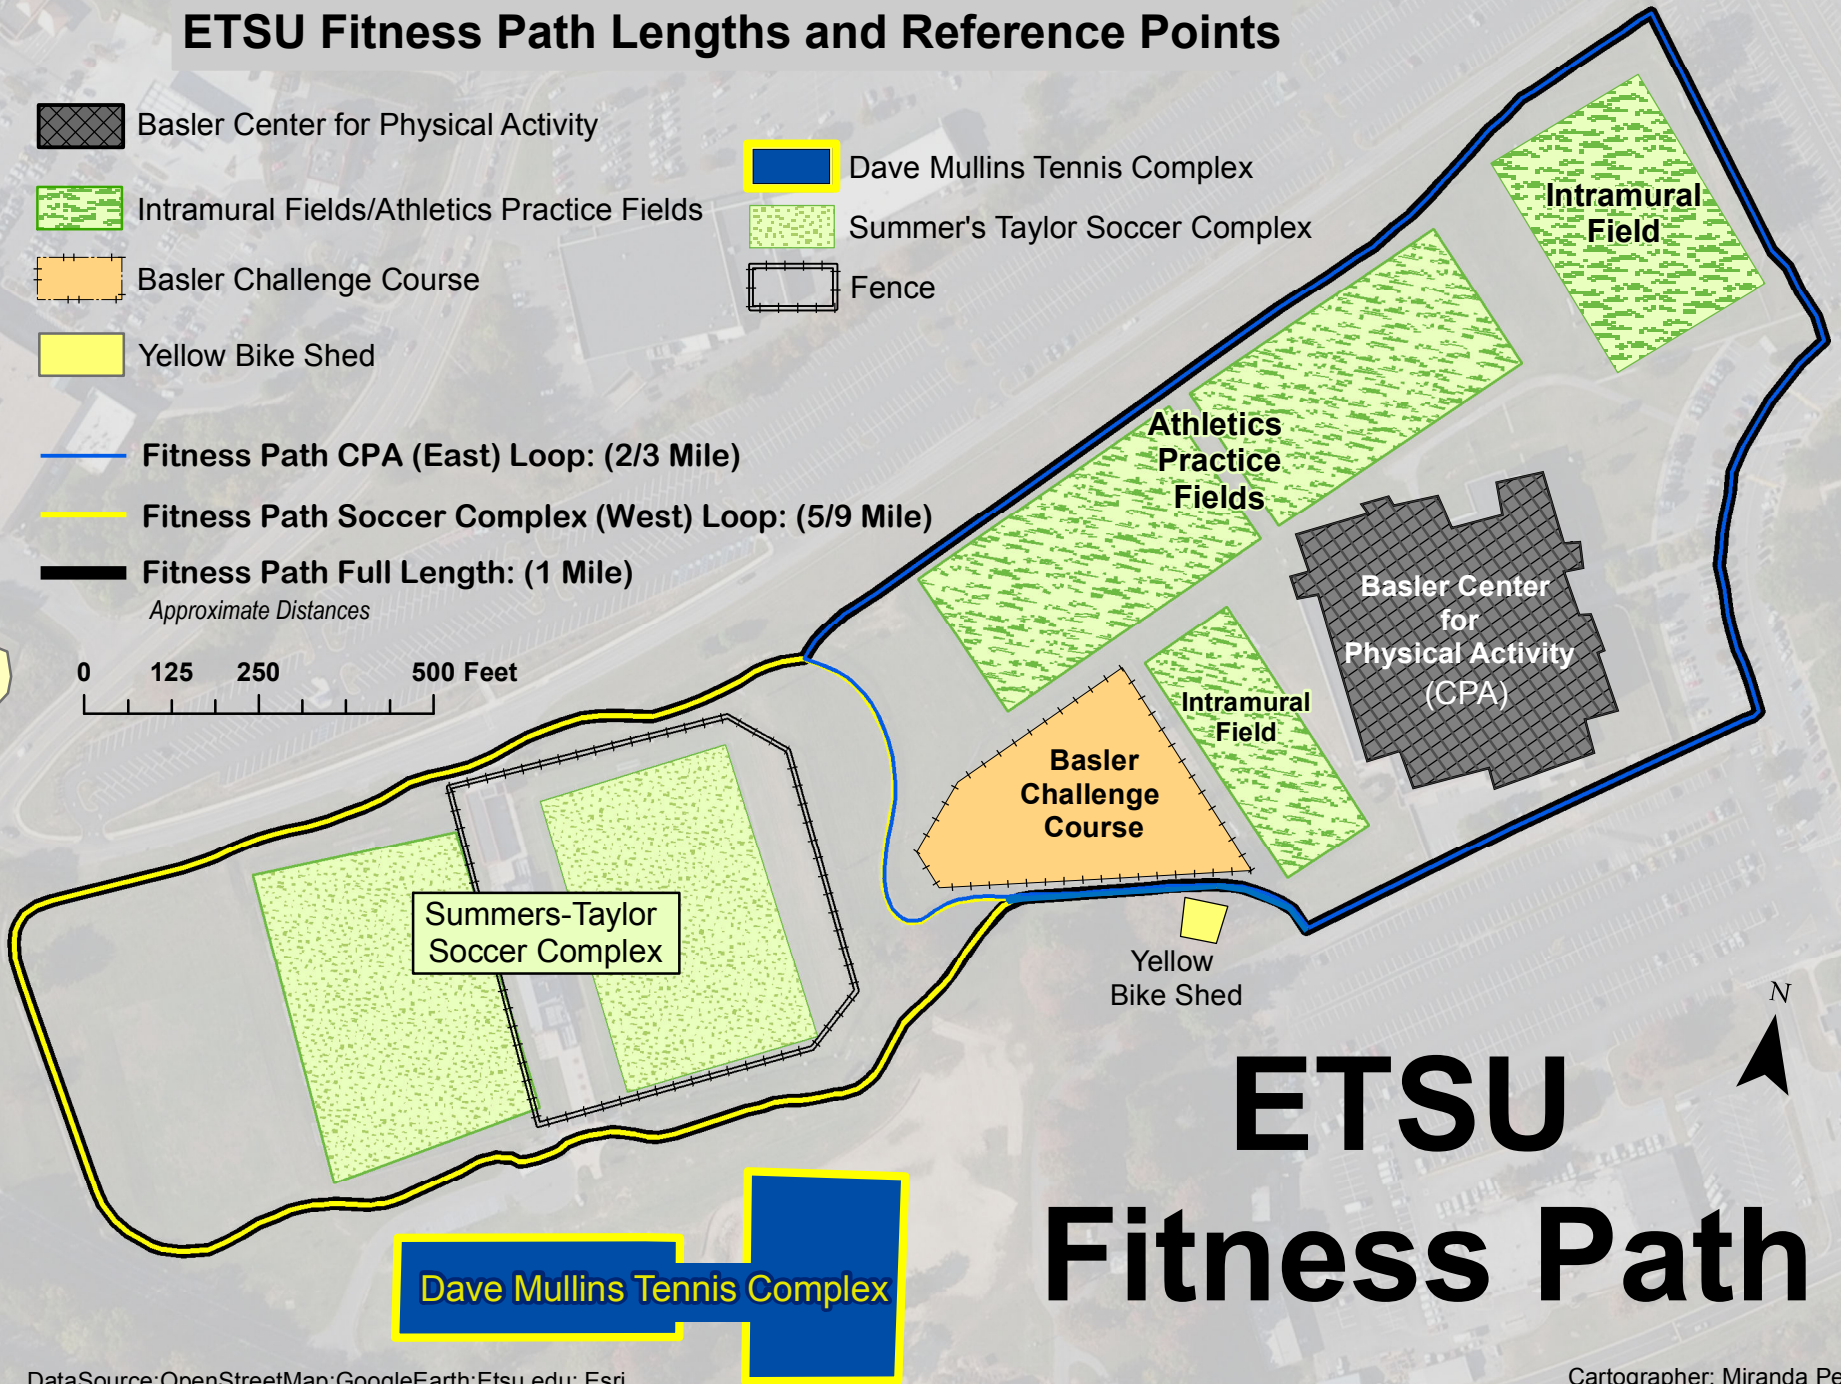 ETSU Fitness Path Lengths and Reference Points
Basler Center for Physical Activity
Intramural Fields/Athletics Practice Fields
Basler Challenge Course
Yellow Bike Shed
Dave Mullins Tennis Complex
Summer's Taylor Soccer Complex
Fence
Fitness Path CPA (East) Loop: (2/3 Mile)
Fitness Path Soccer Complex (West) Loop: (5/9 Mile)
Fitness Path Full Length: (1 Mile)
Approximate Distances
0 125 250 500 Feet
Intramural
Field
Athletics
Practice
Fields
Basler Center
for
Physical Activity
(CPA)
Intramural
Field
Basler
Challenge
Course
Summers-Taylor
Soccer Complex
Yellow
Bike Shed
N
Dave Mullins Tennis Complex
ETSU
Fitness Path
DataSource:OpenStreetMap;GoogleEarth;Etsu.edu; Esri
Cartographer: Miranda Pe